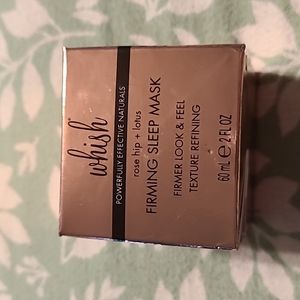 whish
POWERFULLY EFFECTIVE NATURALS
rose hip + lotus
FIRMING SLEEP MASK
FIRMER LOOK & FEEL
TEXTURE REFINING
60 mL ℮ 2 FL OZ